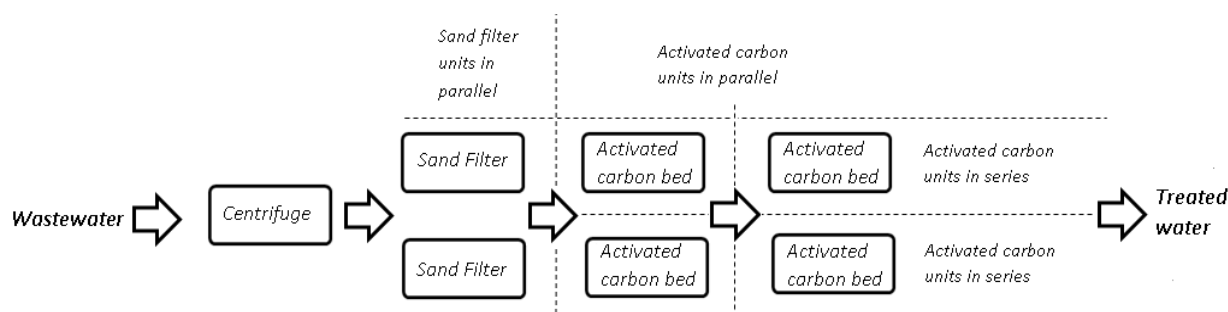 Sand filter
units in
parallel
Activated carbon
units in parallel
Sand Filter
Activated
carbon bed
Activated
carbon bed
Activated carbon
units in series
Wastewater
Centrifuge
Treated
water
Sand Filter
Activated
carbon bed
Activated
carbon bed
Activated carbon
units in series